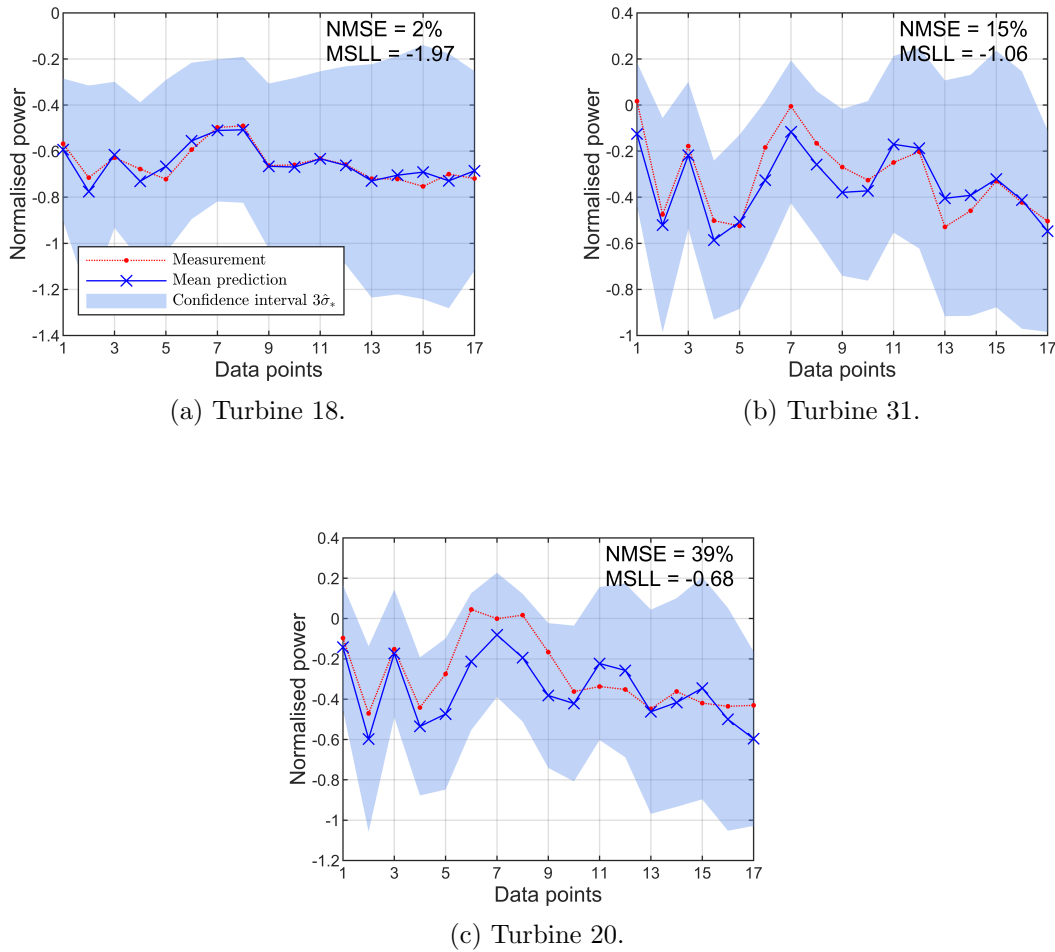 NMSE = 2%
MSLL = -1.97
0
-0.2
-0.4
-0.6
-0.8
-1
-1.2
-1.4
Normalised power
Measurement
Mean prediction
Confidence interval 3σ̂*
1 3 5 7 9 11 13 15 17
Data points
(a) Turbine 18.
NMSE = 15%
MSLL = -1.06
0.4
0.2
0
-0.2
-0.4
-0.6
-0.8
-1
Normalised power
1 3 5 7 9 11 13 15 17
Data points
(b) Turbine 31.
NMSE = 39%
MSLL = -0.68
0.4
0.2
0
-0.2
-0.4
-0.6
-0.8
-1
-1.2
Normalised power
1 3 5 7 9 11 13 15 17
Data points
(c) Turbine 20.